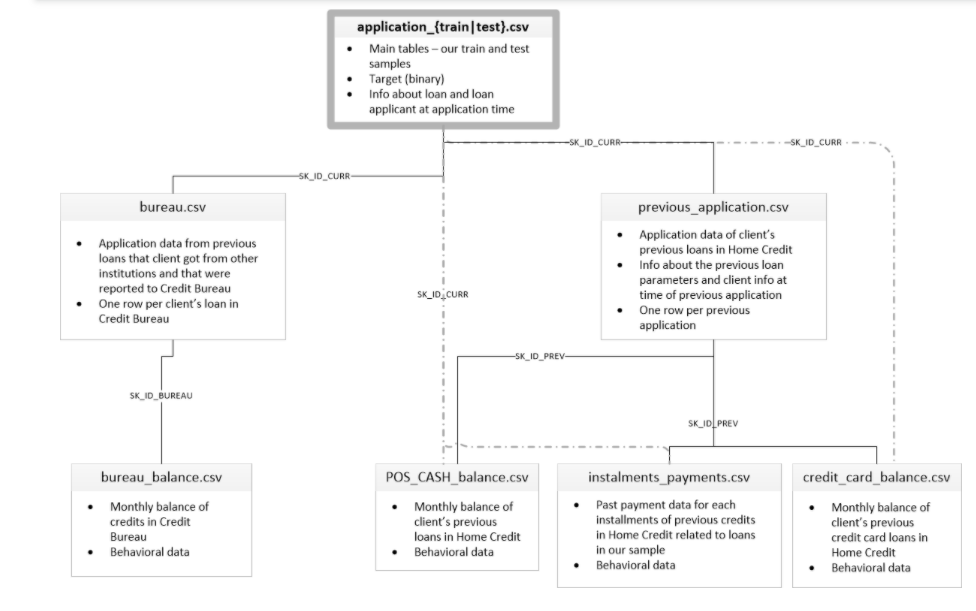 application_{train|test}.csv
• Main tables – our train and test
samples
• Target (binary)
• Info about loan and loan
applicant at application time
SK_ID_CURR
SK_ID_CURR
SK_ID_CURR
bureau.csv
• Application data from previous
loans that client got from other
institutions and that were
reported to Credit Bureau
• One row per client's loan in
Credit Bureau
previous_application.csv
• Application data of client's
previous loans in Home Credit
• Info about the previous loan
parameters and client info at
time of previous application
• One row per previous
application
SK_ID_CURR
SK_ID_PREV
SK_ID_BUREAU
SK_ID_PREV
bureau_balance.csv
• Monthly balance of
credits in Credit
Bureau
• Behavioral data
POS_CASH_balance.csv
• Monthly balance of
client's previous
loans in Home Credit
• Behavioral data
instalments_payments.csv
• Past payment data for each
installments of previous credits
in Home Credit related to loans
in our sample
• Behavioral data
credit_card_balance.csv
• Monthly balance of
client's previous
credit card loans in
Home Credit
• Behavioral data